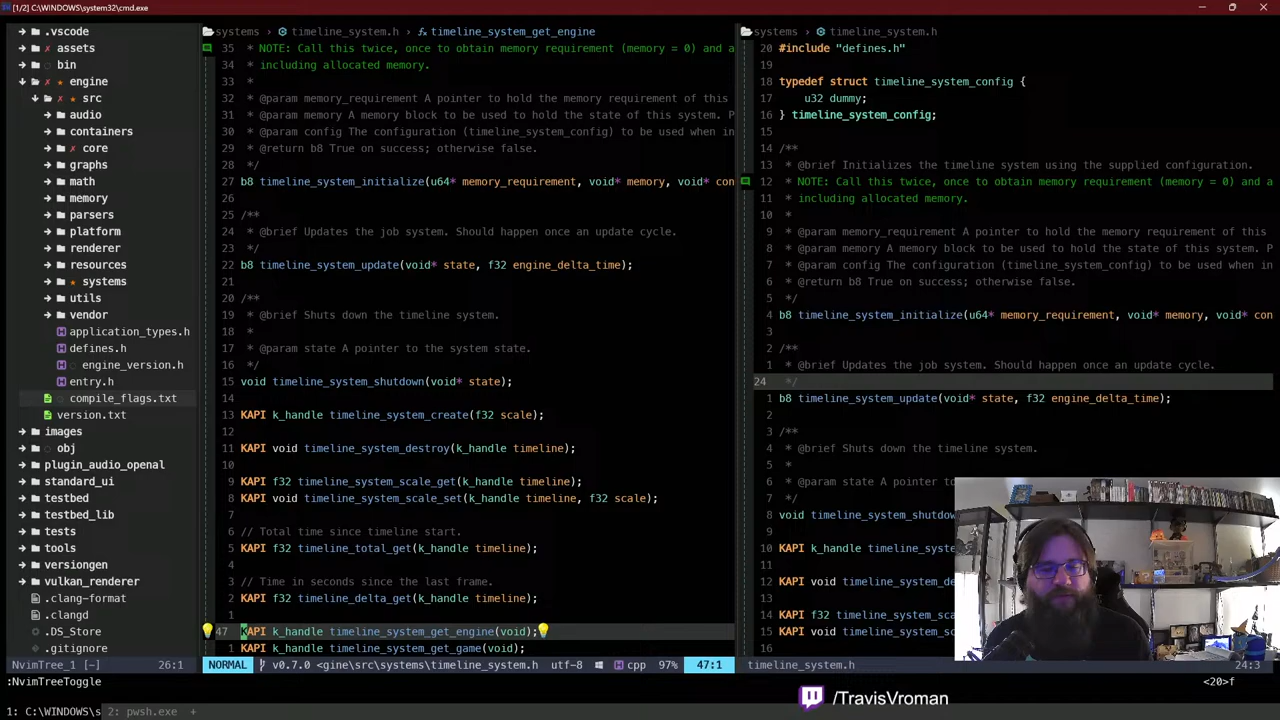 [1/2] C:\WINDOWS\system32\cmd.exe
.vscode
assets
bin
engine
src
audio
containers
core
graphs
math
memory
parsers
platform
renderer
resources
systems
utils
vendor
application_types.h
defines.h
engine_version.h
entry.h
compile_flags.txt
version.txt
images
obj
plugin_audio_openal
standard_ui
testbed
testbed_lib
tests
tools
versiongen
vulkan_renderer
.clang-format
.clangd
.DS_Store
.gitignore
NvimTree_1 [-] 26:1
systems > timeline_system.h > timeline_system_get_engine
35 * NOTE: Call this twice, once to obtain memory requirement (memory = 0) and a
34 * including allocated memory.
33 *
32 * @param memory_requirement A pointer to hold the memory requirement of this
31 * @param memory A memory block to be used to hold the state of this system. P
30 * @param config The configuration (timeline_system_config) to be used when in
29 * @return b8 True on success; otherwise false.
28 */
27 b8 timeline_system_initialize(u64* memory_requirement, void* memory, void* con
26
25 /**
24 * @brief Updates the job system. Should happen once an update cycle.
23 */
22 b8 timeline_system_update(void* state, f32 engine_delta_time);
21
20 /**
19 * @brief Shuts down the timeline system.
18 *
17 * @param state A pointer to the system state.
16 */
15 void timeline_system_shutdown(void* state);
14
13 KAPI k_handle timeline_system_create(f32 scale);
12
11 KAPI void timeline_system_destroy(k_handle timeline);
10
9 KAPI f32 timeline_system_scale_get(k_handle timeline);
8 KAPI void timeline_system_scale_set(k_handle timeline, f32 scale);
7
6 // Total time since timeline start.
5 KAPI f32 timeline_total_get(k_handle timeline);
4
3 // Time in seconds since the last frame.
2 KAPI f32 timeline_delta_get(k_handle timeline);
1
47 KAPI k_handle timeline_system_get_engine(void);
1 KAPI k_handle timeline_system_get_game(void);
NORMAL v0.7.0 <gine\src\systems\timeline_system.h utf-8 cpp 97% 47:1
systems > timeline_system.h
20 #include "defines.h"
19
18 typedef struct timeline_system_config {
17 u32 dummy;
16 } timeline_system_config;
15
14 /**
13 * @brief Initializes the timeline system using the supplied configuration.
12 * NOTE: Call this twice, once to obtain memory requirement (memory = 0) and a
11 * including allocated memory.
10 *
9 * @param memory_requirement A pointer to hold the memory requirement of this
8 * @param memory A memory block to be used to hold the state of this system. P
7 * @param config The configuration (timeline_system_config) to be used when in
6 * @return b8 True on success; otherwise false.
5 */
4 b8 timeline_system_initialize(u64* memory_requirement, void* memory, void* con
3
2 /**
1 * @brief Updates the job system. Should happen once an update cycle.
24 */
1 b8 timeline_system_update(void* state, f32 engine_delta_time);
2
3 /**
4 * @brief Shuts down the timeline system.
5 *
6 * @param state A pointer to
7 */
8 void timeline_system_shutdow
9
10 KAPI k_handle timeline_syste
11
12 KAPI void timeline_system_de
13
14 KAPI f32 timeline_system_sca
15 KAPI void timeline_system_sc
16
timeline_system.h 24:3
:NvimTreeToggle <20>f
/TravisVroman
1: C:\WINDOWS\s 2: pwsh.exe +